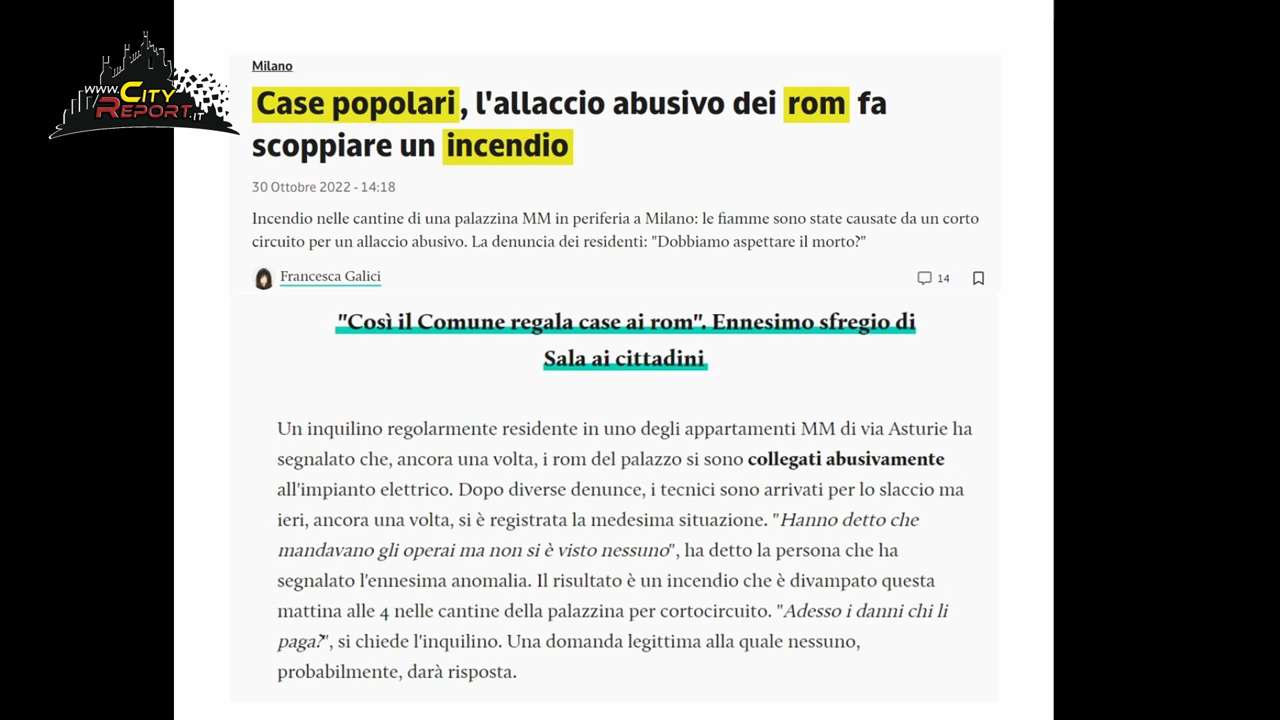 www.CITY
REPORT.IT
Milano
Case popolari, l'allaccio abusivo dei rom fa
scoppiare un incendio
30 Ottobre 2022 - 14:18
Incendio nelle cantine di una palazzina MM in periferia a Milano: le fiamme sono state causate da un corto
circuito per un allaccio abusivo. La denuncia dei residenti: "Dobbiamo aspettare il morto?"
Francesca Galici
14
"Così il Comune regala case ai rom". Ennesimo sfregio di
Sala ai cittadini
Un inquilino regolarmente residente in uno degli appartamenti MM di via Asturie ha
segnalato che, ancora una volta, i rom del palazzo si sono collegati abusivamente
all'impianto elettrico. Dopo diverse denunce, i tecnici sono arrivati per lo slaccio ma
ieri, ancora una volta, si è registrata la medesima situazione. "Hanno detto che
mandavano gli operai ma non si è visto nessuno", ha detto la persona che ha
segnalato l'ennesima anomalia. Il risultato è un incendio che è divampato questa
mattina alle 4 nelle cantine della palazzina per cortocircuito. "Adesso i danni chi li
paga?", si chiede l'inquilino. Una domanda legittima alla quale nessuno,
probabilmente, darà risposta.